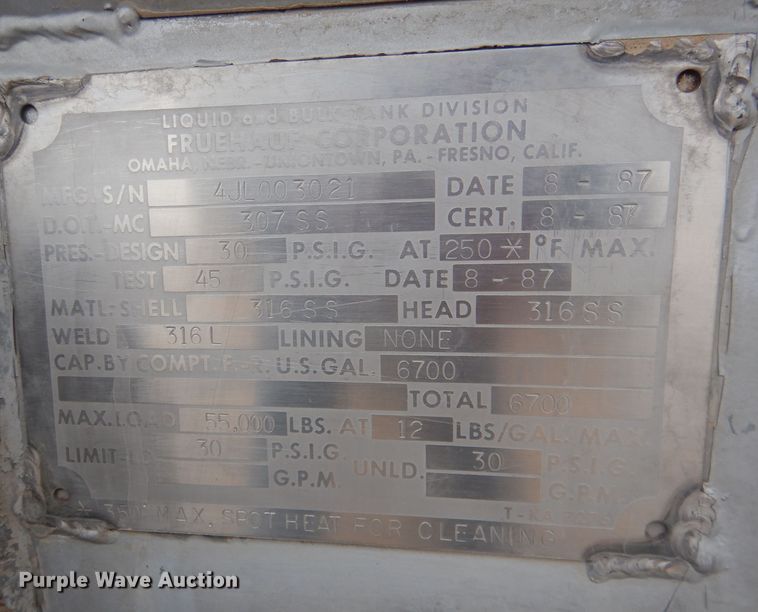 LIQUID and BULK TANK DIVISION
FRUEHAUF CORPORATION
OMAHA, NEBR.-UNIONTOWN, PA.-FRESNO, CALIF.
MFG. S/N 4JL003021 DATE 8 - 87
D.O.T.-MC 307 SS CERT. 8 - 87
PRES.-DESIGN 30 P.S.I.G. AT 250 * °F MAX.
TEST 45 P.S.I.G. DATE 8 - 87
MATL.-SHELL 316 SS HEAD 316 SS
WELD 316 L LINING NONE
CAP. BY COMPT. F.-R. U.S. GAL. 6700
TOTAL 6700
MAX. LOAD 55,000 LBS. AT 12 LBS/GAL. MAX.
LIMIT-LD. 30 P.S.I.G. UNLD. 30 P.S.I.G.
G.P.M. G.P.M.
* 350° MAX. SPOT HEAT FOR CLEANING
Purple Wave Auction